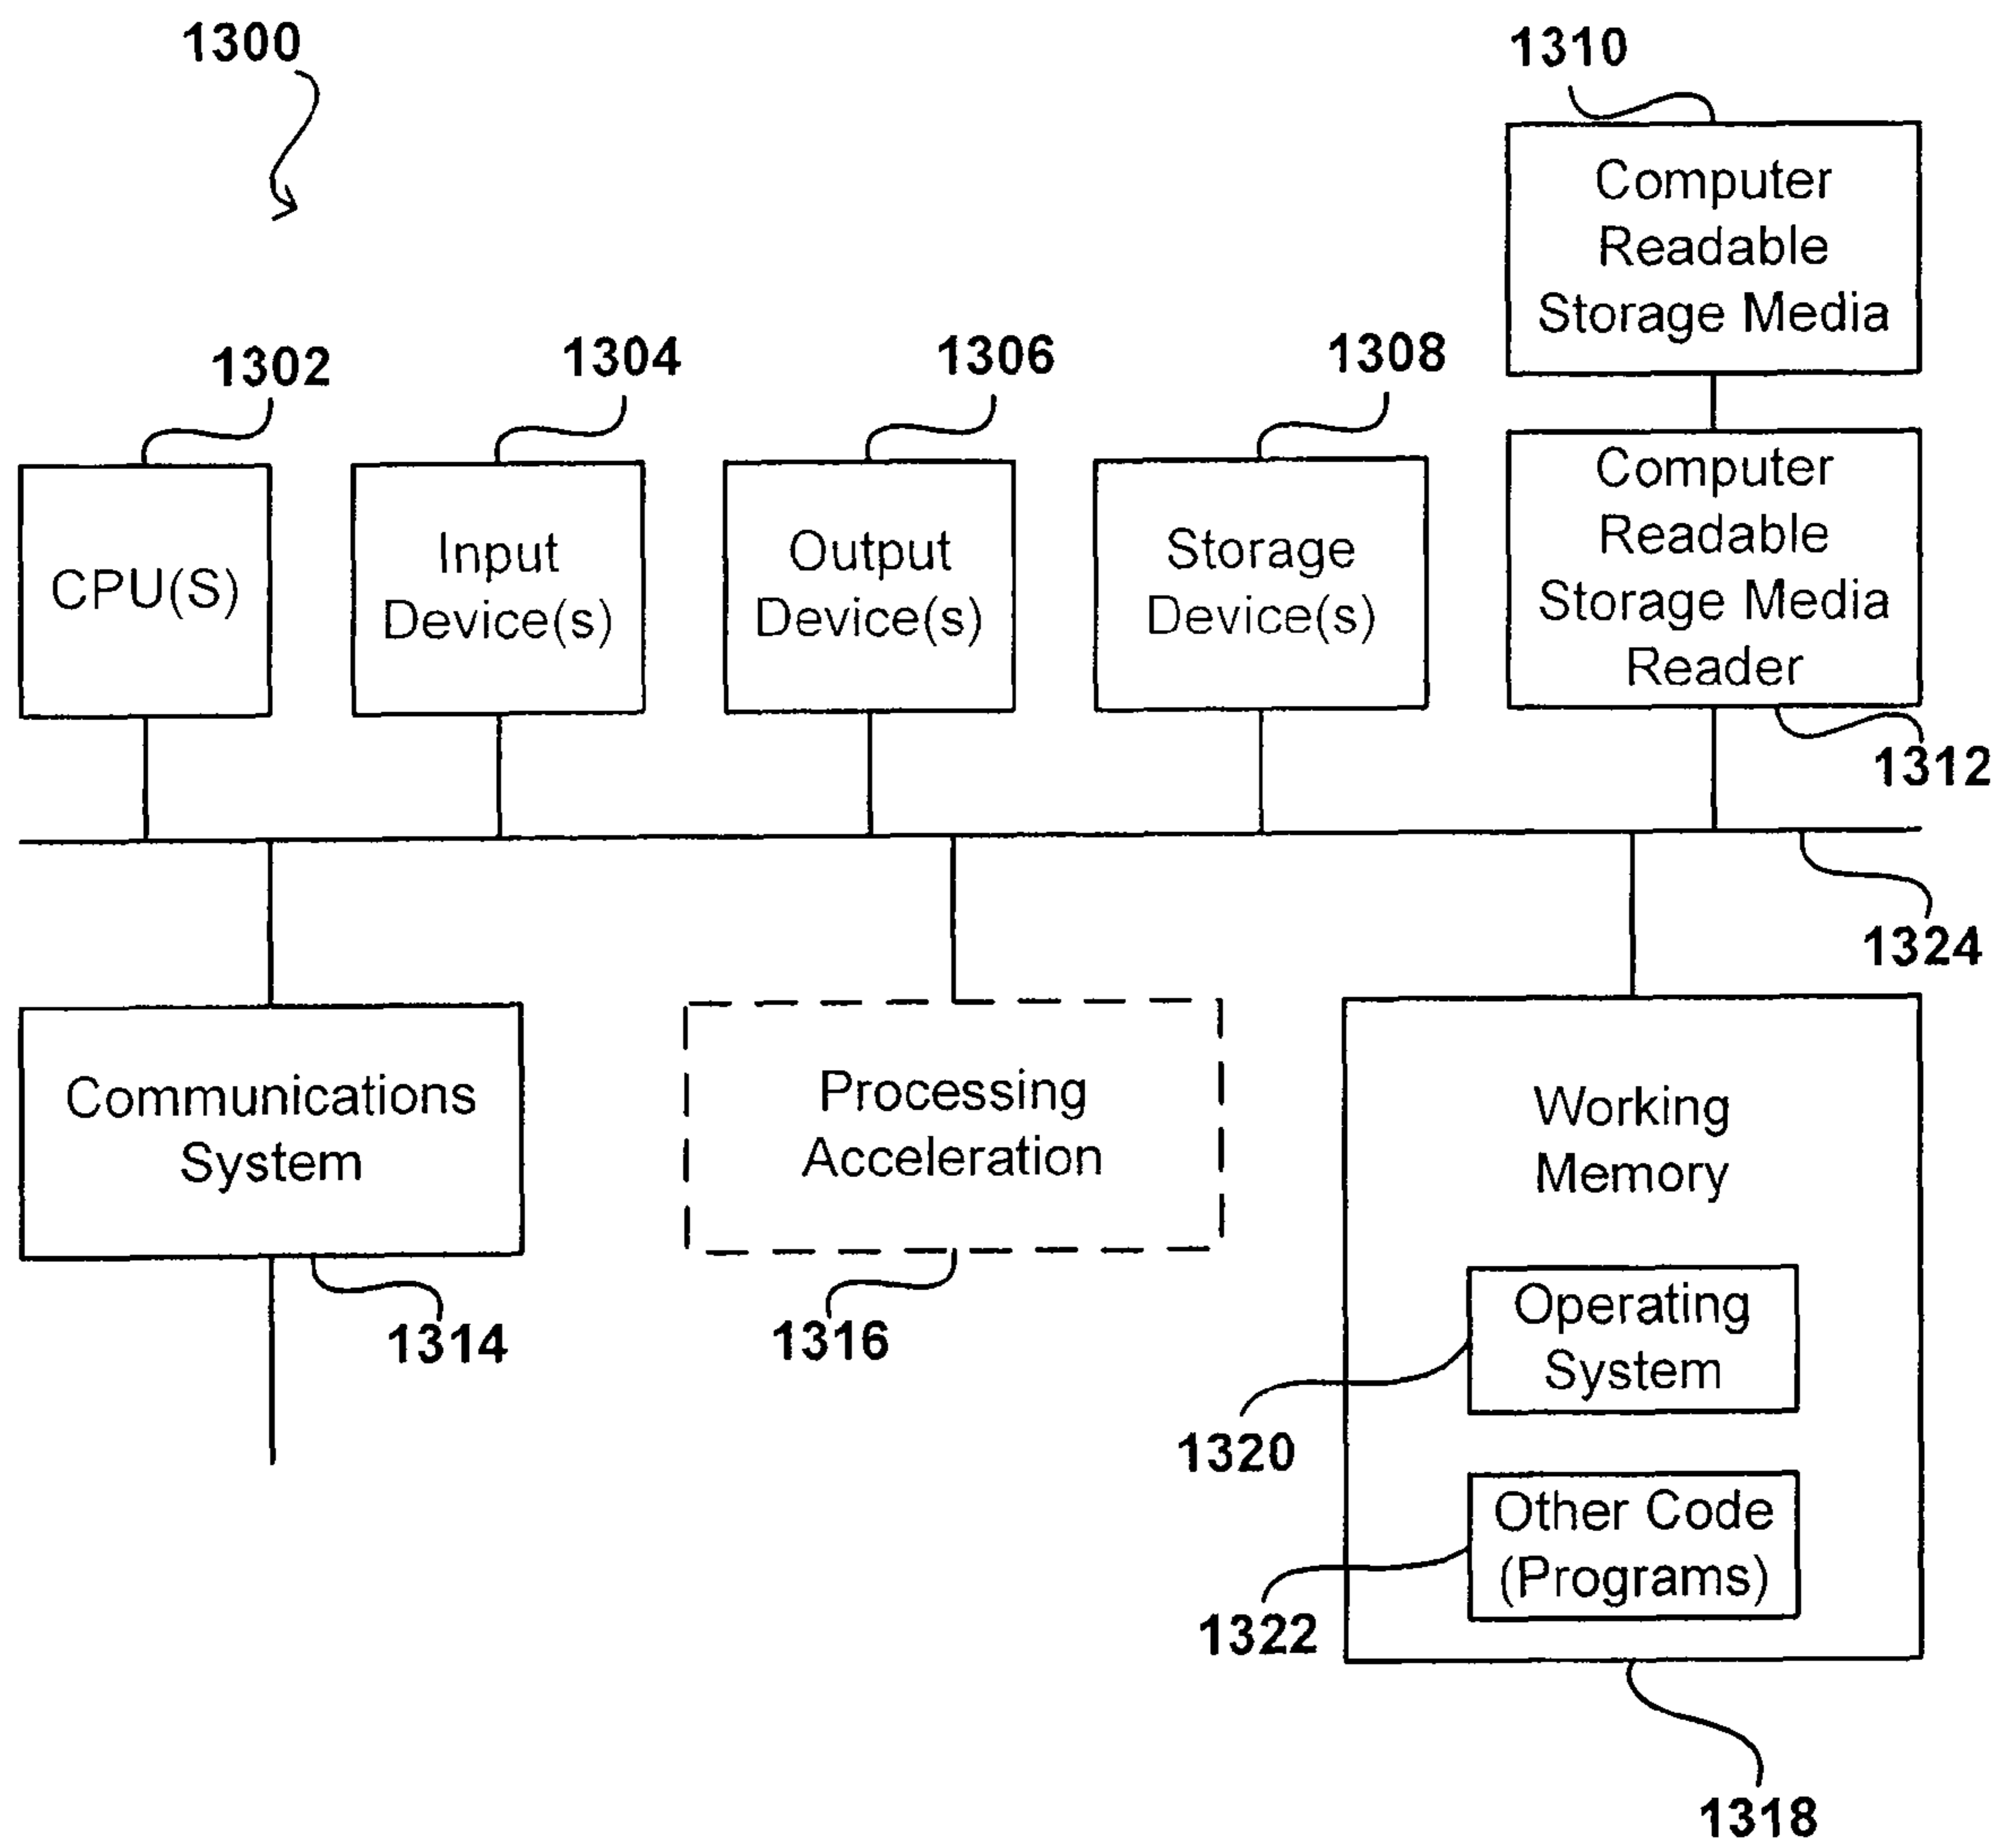 1300
1310
Computer
Readable
Storage Media
1302
1304
1306
1308
CPU(S)
Input
Device(s)
Output
Device(s)
Storage
Device(s)
Computer
Readable
Storage Media
Reader
1312
1324
Communications
System
1314
Processing
Acceleration
1316
Working
Memory
Operating
System
1320
Other Code
(Programs)
1322
1318